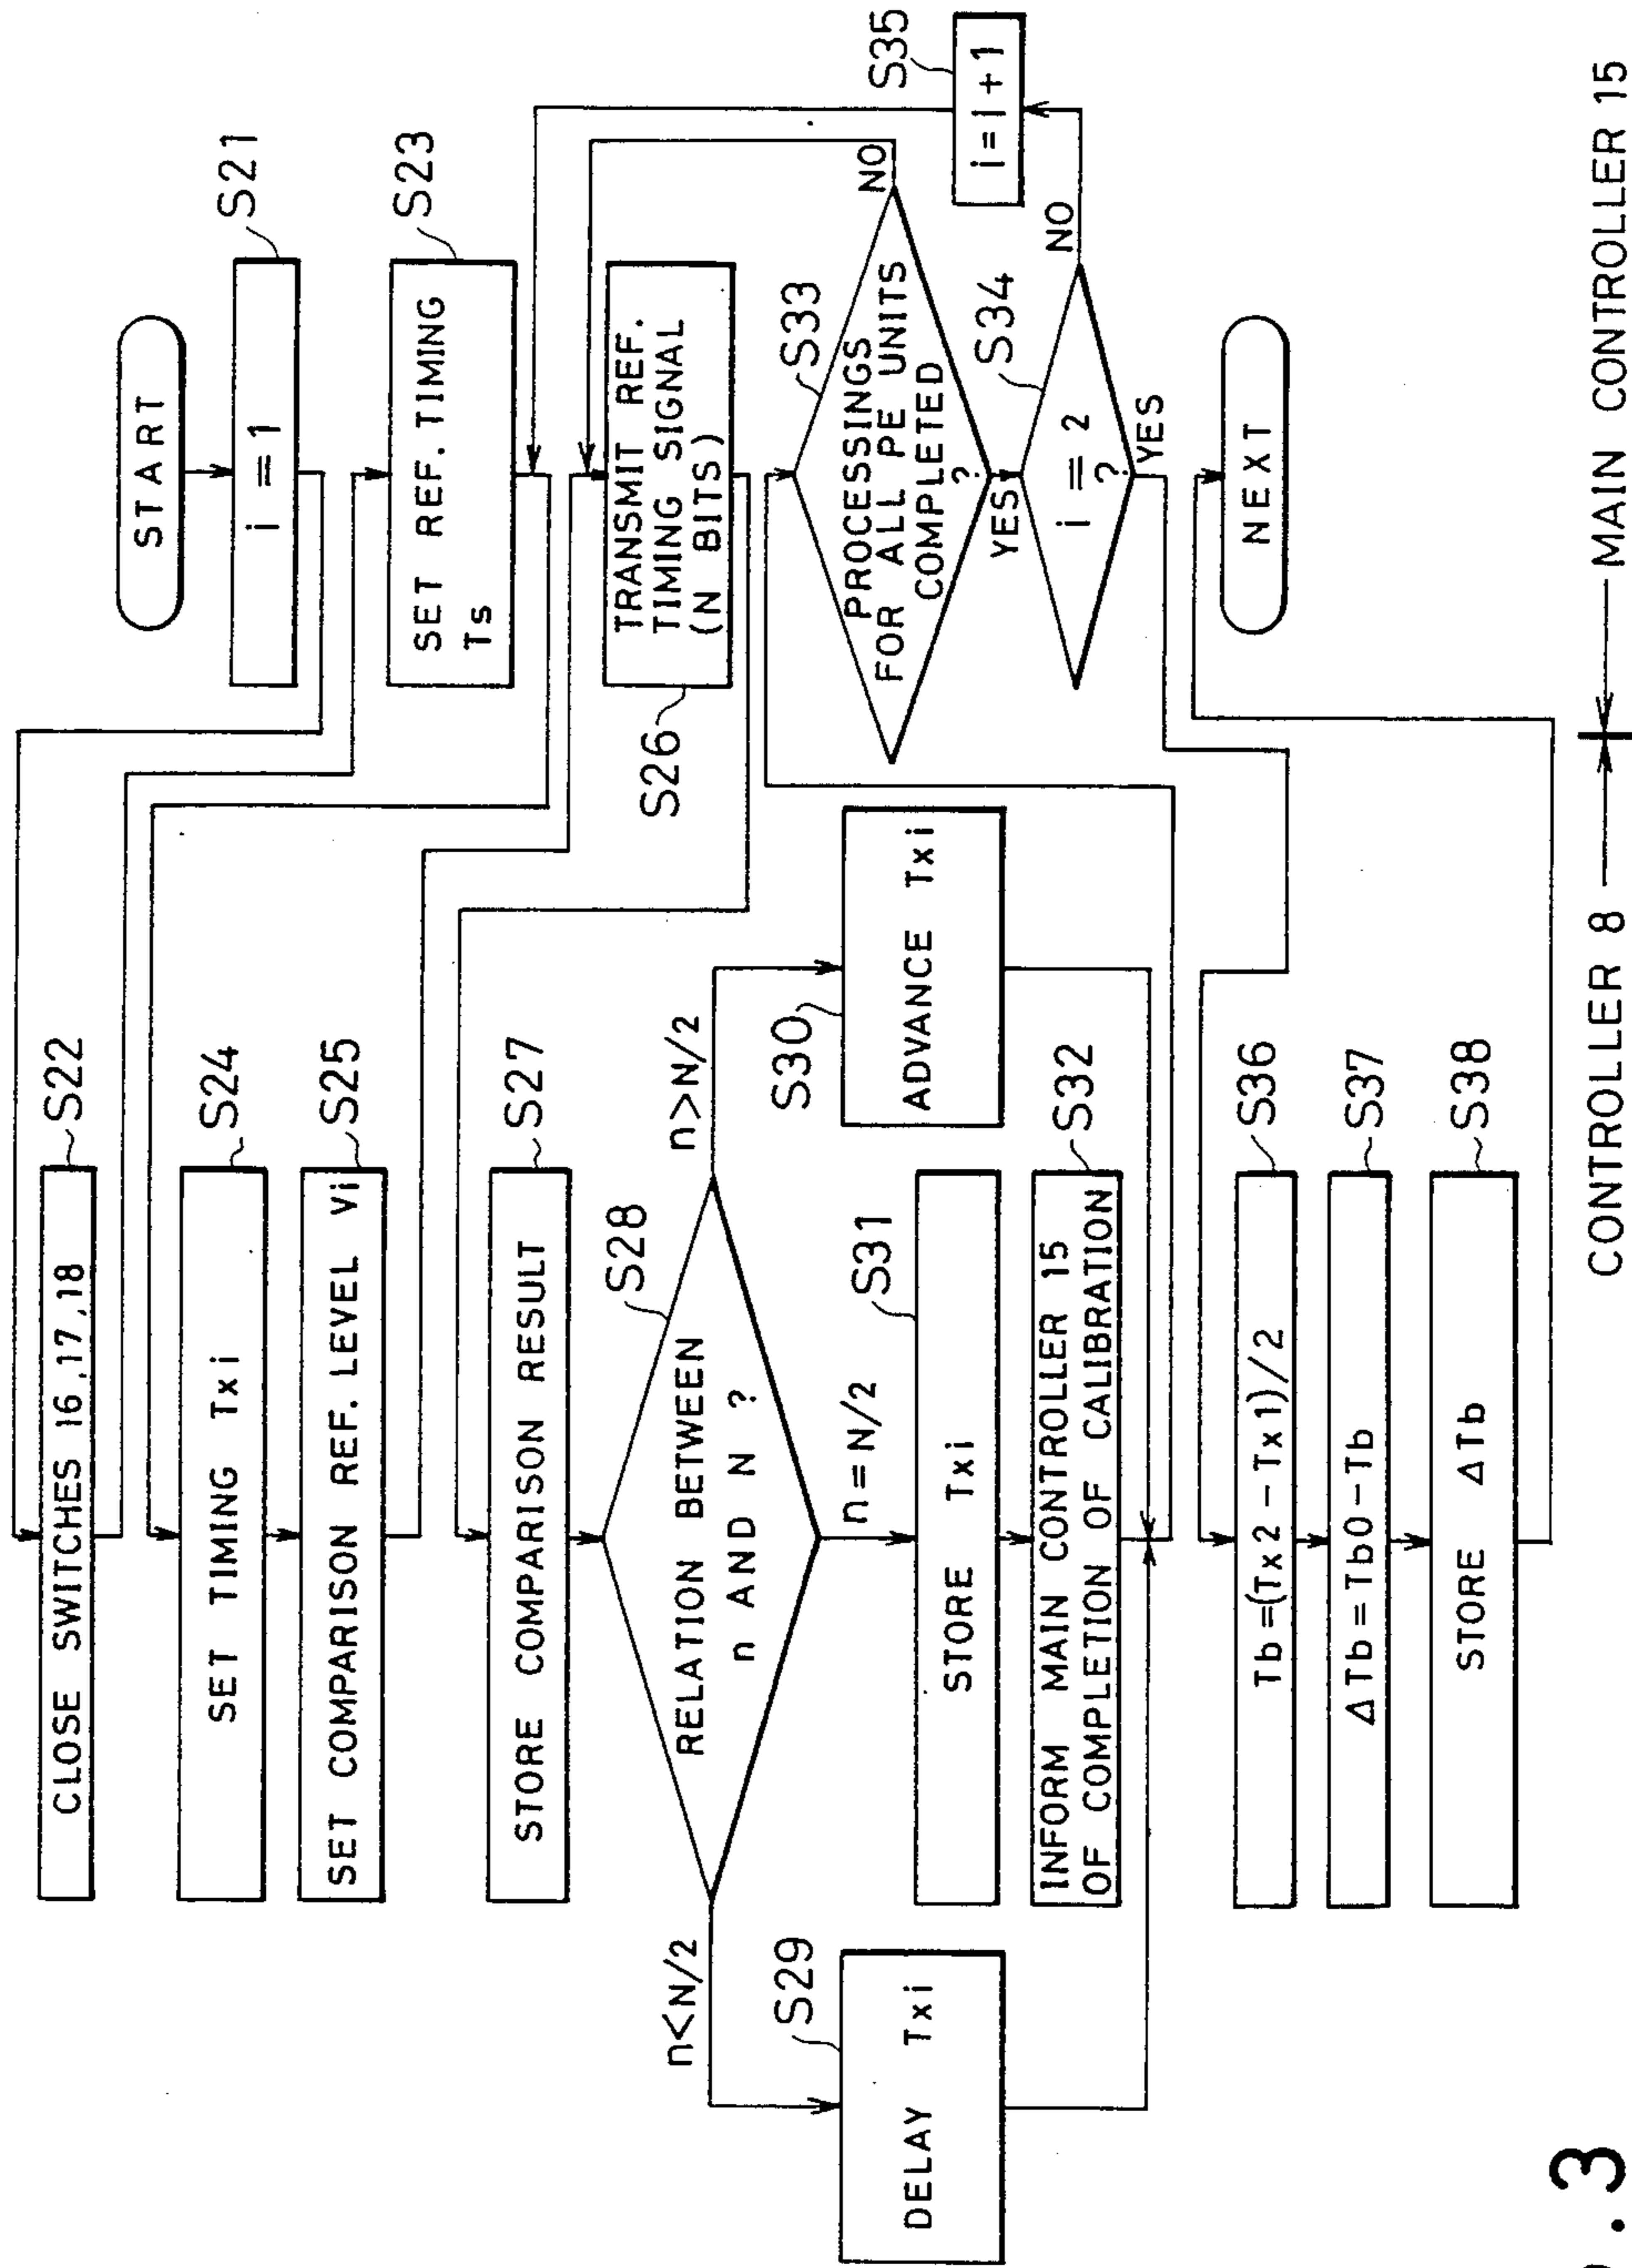 START
i = 1
S21
CLOSE SWITCHES 16,17,18
S22
SET REF. TIMING
Ts
S23
SET TIMING Txi
S24
SET COMPARISON REF. LEVEL Vi
S25
TRANSMIT REF.
TIMING SIGNAL
(N BITS)
S26
STORE COMPARISON RESULT
S27
RELATION BETWEEN
n AND N ?
S28
n<N/2
n=N/2
n>N/2
DELAY Txi
S29
ADVANCE Txi
S30
STORE Txi
S31
INFORM MAIN CONTROLLER 15
OF COMPLETION OF CALIBRATION
S32
PROCESSINGS
FOR ALL PE UNITS
COMPLETED
?
S33
NO
YES
i = 2
?
S34
NO
YES
i = i + 1
S35
Tb =(Tx2 - Tx1)/2
S36
ΔTb = Tb0 - Tb
S37
STORE ΔTb
S38
NEXT
CONTROLLER 8
MAIN CONTROLLER 15
.3